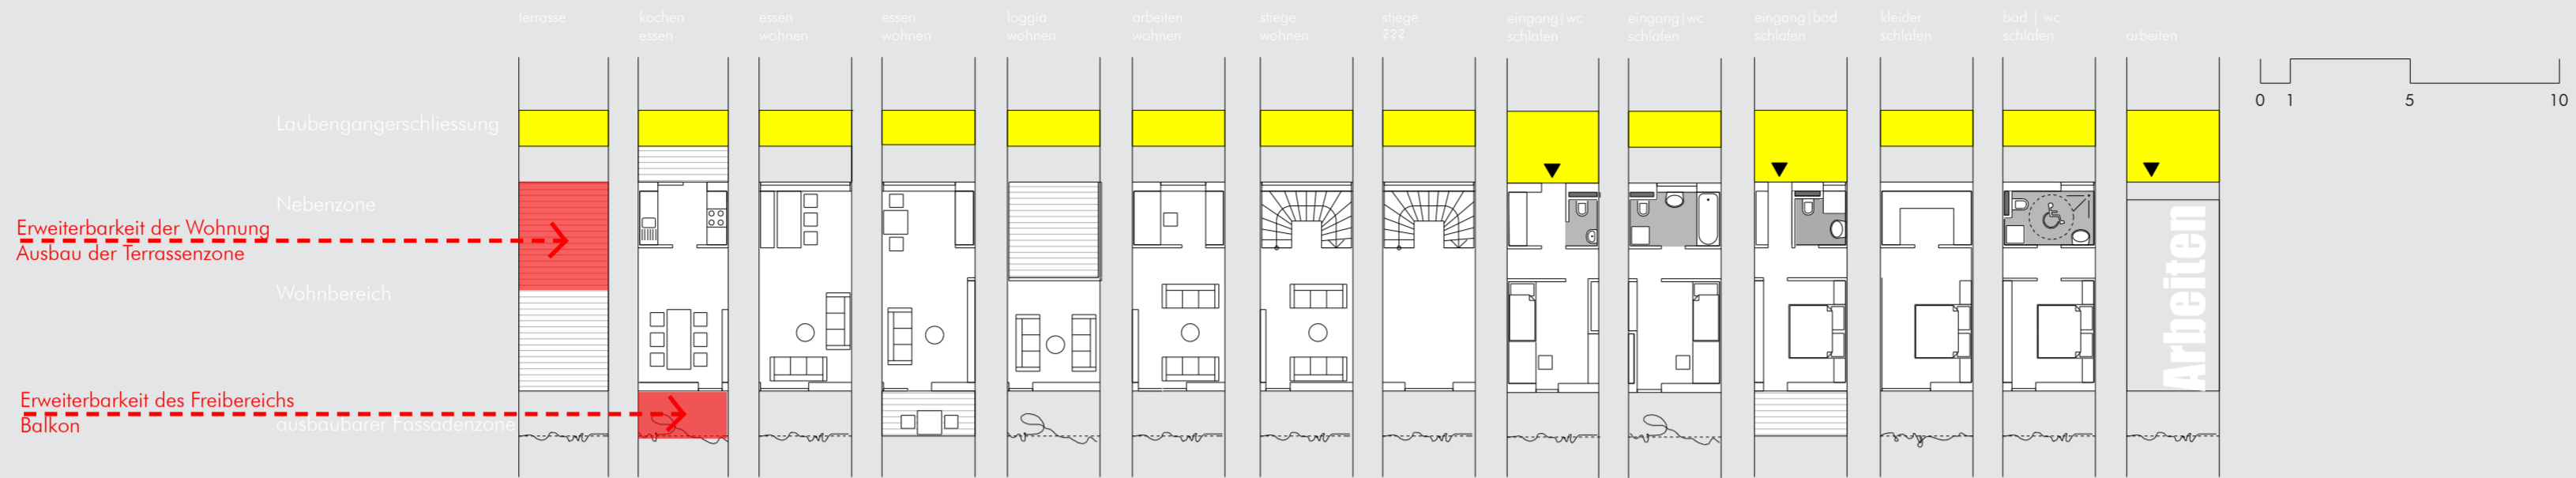 terrasse
kochen
essen
essen
wohnen
essen
wohnen
loggia
wohnen
arbeiten
wohnen
stiege
wohnen
stiege
???
eingang|wc
schlafen
eingang|wc
schlafen
eingang|bad
schlafen
kleider
schlafen
bad | wc
schlafen
arbeiten
0 1 5 10
Laubengangerschliessung
Nebenzone
Erweiterbarkeit der Wohnung
Ausbau der Terrassenzone
Wohnbereich
Erweiterbarkeit des Freibereichs
Balkon
ausbaubarer Fassadenzone
Arbeiten